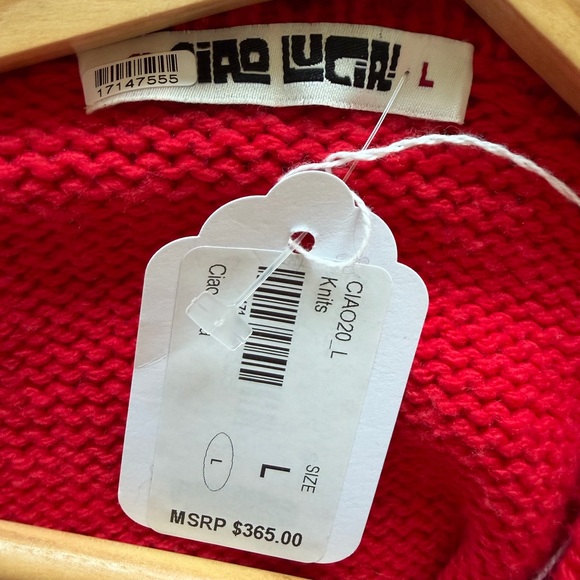 CIAO LUCIA! L
17147555
CIAO20_L
Knits
SIZE
L
L
MSRP $365.00